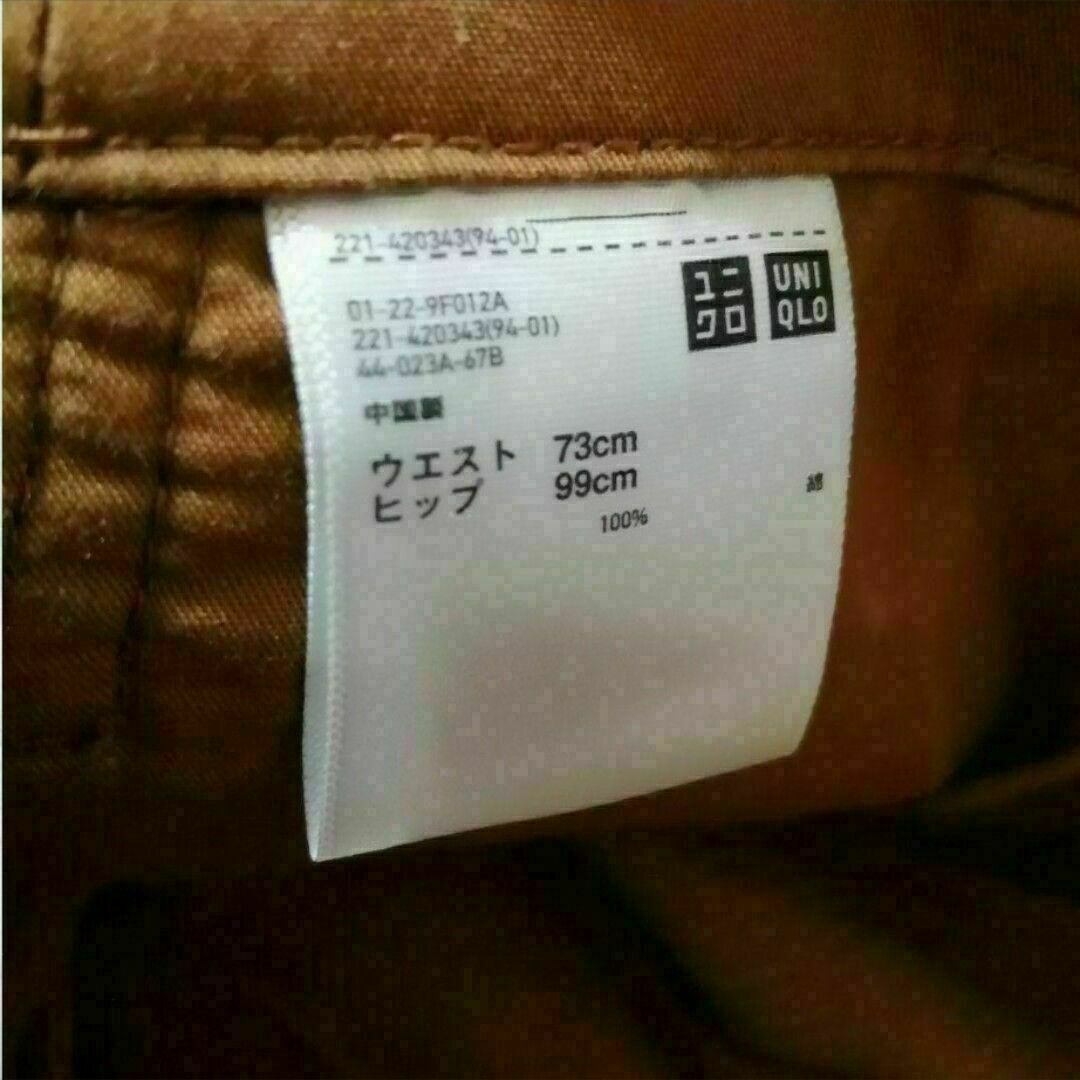 221-420343(94-01)
01-22-9F012A
221-420343(94-01)
44-023A-67B
中国製
ウエスト 73cm
ヒップ 99cm
綿 100%
ユニ
クロ
UNI
QLO